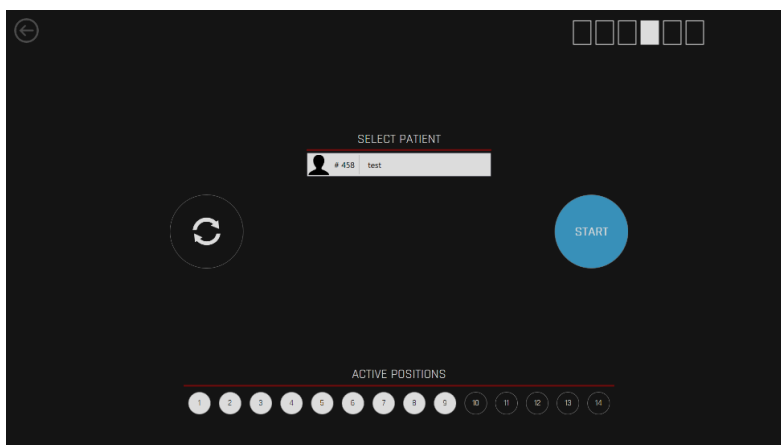 SELECT PATIENT
# 458 test
START
ACTIVE POSITIONS
1 2 3 4 5 6 7 8 9 10 11 12 13 14